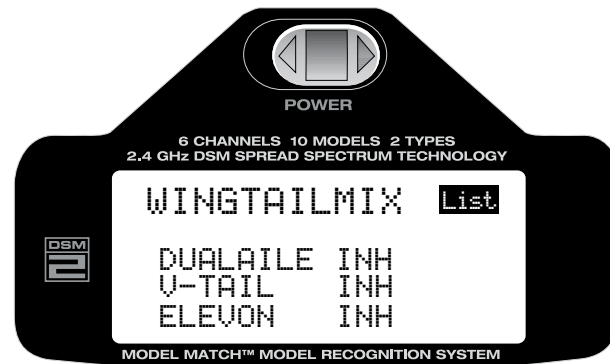 POWER
6 CHANNELS 10 MODELS 2 TYPES
2.4 GHz DSM SPREAD SPECTRUM TECHNOLOGY
WINGTAILMIX List
DSM
2
DUALAILE INH
V-TAIL INH
ELEVON INH
MODEL MATCH™ MODEL RECOGNITION SYSTEM